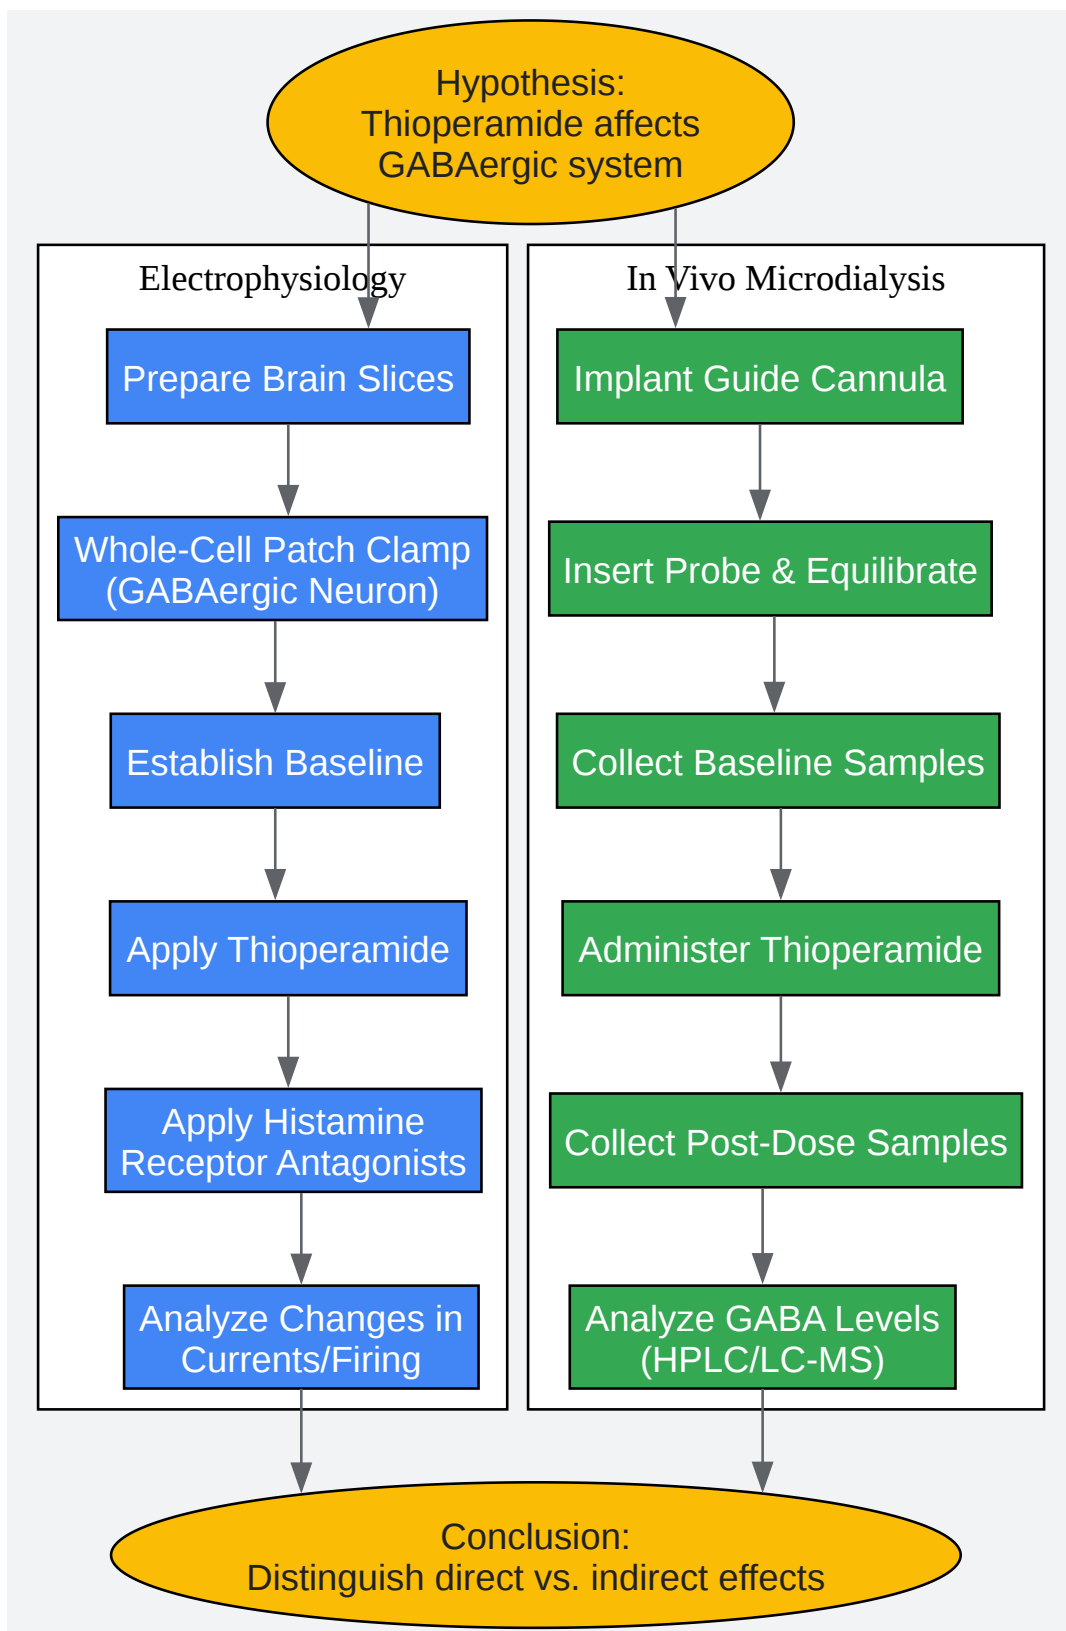 Hypothesis:
Thioperamide affects
GABAergic system
Electrophysiology
Prepare Brain Slices
Whole-Cell Patch Clamp
(GABAergic Neuron)
Establish Baseline
Apply Thioperamide
Apply Histamine
Receptor Antagonists
Analyze Changes in
Currents/Firing
In Vivo Microdialysis
Implant Guide Cannula
Insert Probe & Equilibrate
Collect Baseline Samples
Administer Thioperamide
Collect Post-Dose Samples
Analyze GABA Levels
(HPLC/LC-MS)
Conclusion:
Distinguish direct vs. indirect effects